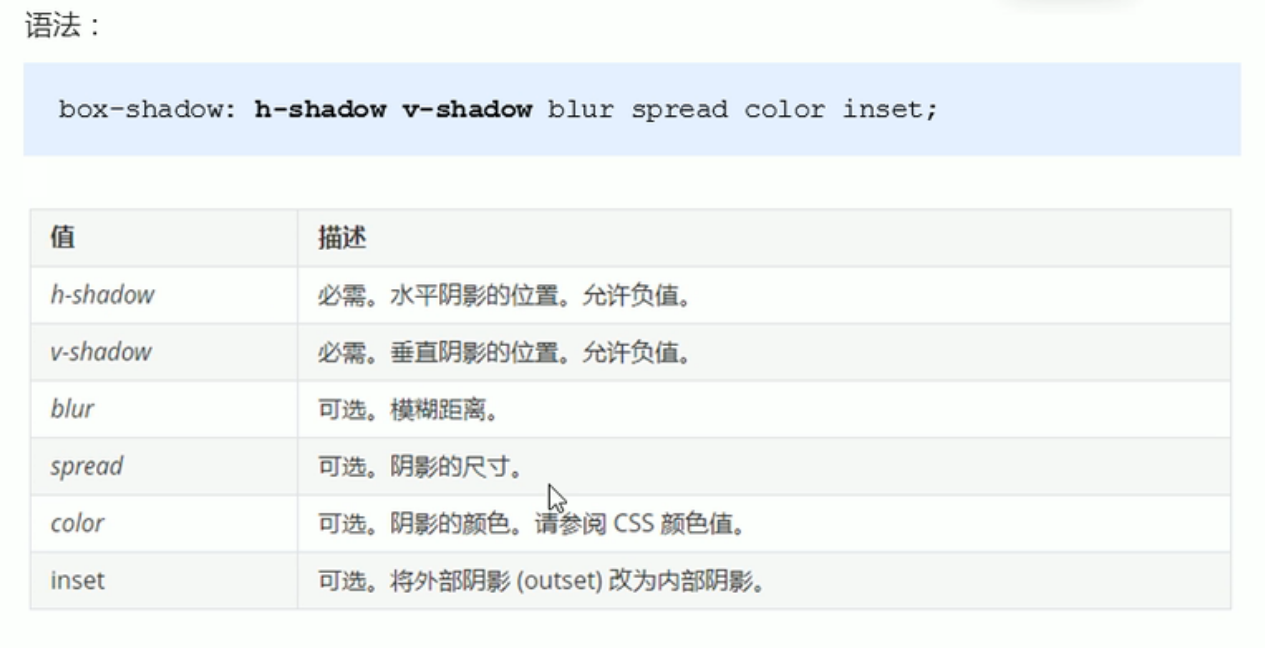 语法：
box-shadow: h-shadow v-shadow blur spread color inset;
值 描述
h-shadow 必需。水平阴影的位置。允许负值。
v-shadow 必需。垂直阴影的位置。允许负值。
blur 可选。模糊距离。
spread 可选。阴影的尺寸。
color 可选。阴影的颜色。请参阅 CSS 颜色值。
inset 可选。将外部阴影 (outset) 改为内部阴影。